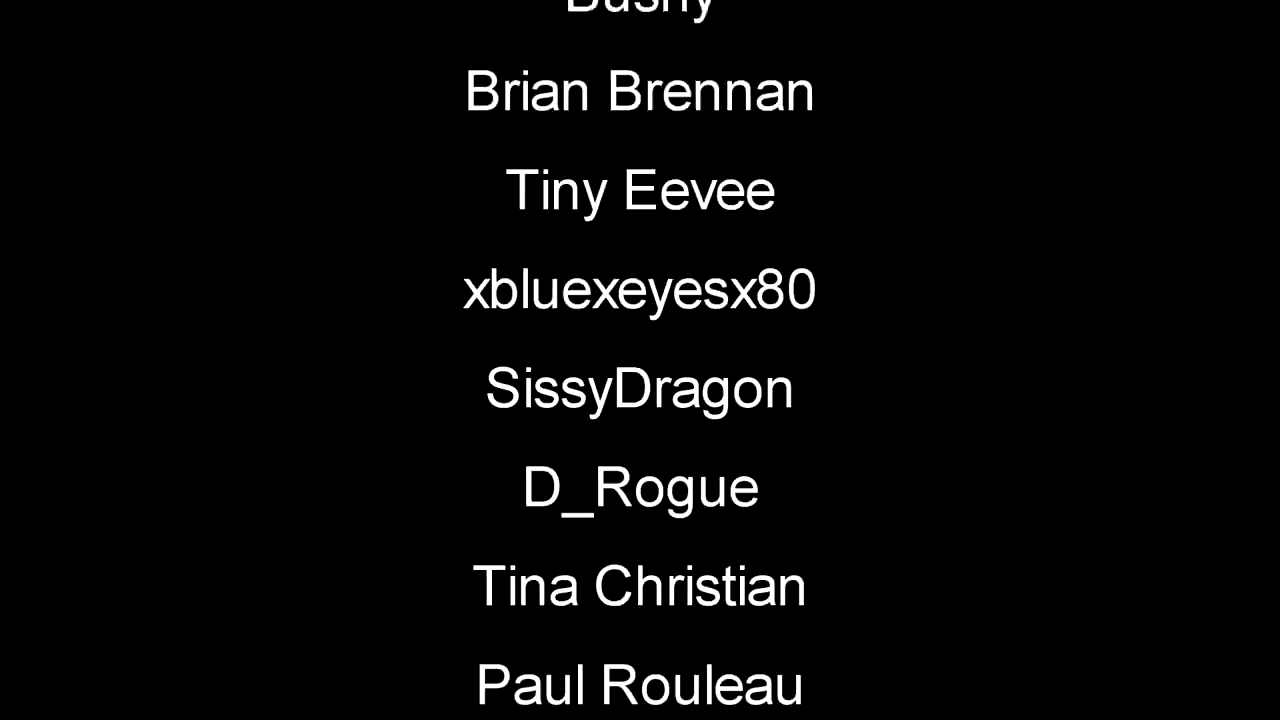 Brian Brennan
Tiny Eevee
xbluexeyesx80
SissyDragon
D_Rogue
Tina Christian
Paul Rouleau